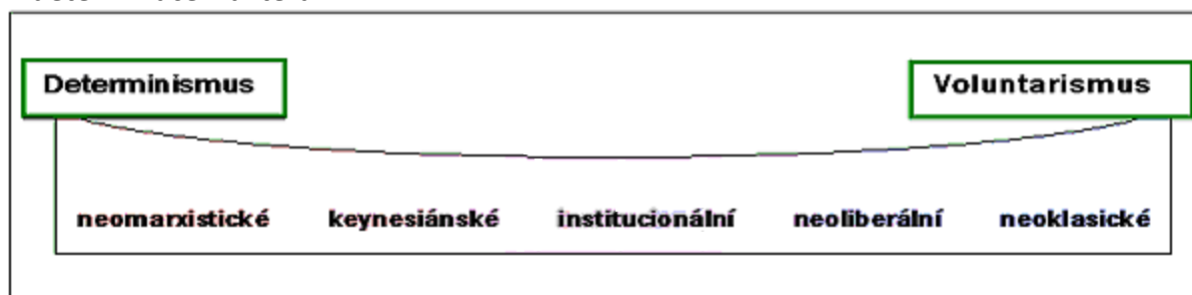 Determinismus Voluntarismus
neomarxistické keynesiánské institucionální neoliberální neoklasické